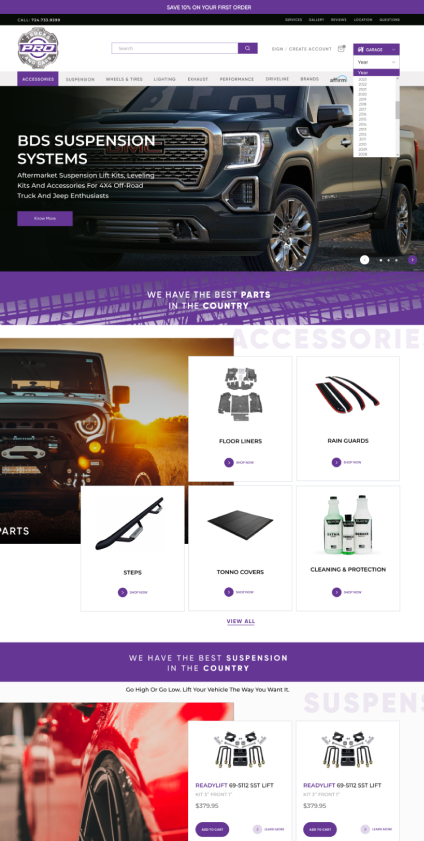 SAVE 10% ON YOUR FIRST ORDER
CALL: 734.735.9099
SERVICES GALLERY REVIEWS LOCATION QUESTIONS
PRO
Search
SIGN / CREATE ACCOUNT
GARAGE
Year
Year
ACCESSORIES SUSPENSION WHEELS & TIRES LIGHTING EXHAUST PERFORMANCE DRIVELINE BRANDS affirm
BDS SUSPENSION
SYSTEMS
Aftermarket Suspension Lift Kits, Leveling
Kits And Accessories For 4X4 Off-Road
Truck And Jeep Enthusiasts
Know More
WE HAVE THE BEST PARTS
IN THE COUNTRY
ACCESSORIE
FLOOR LINERS
SHOP NOW
RAIN GUARDS
SHOP NOW
PARTS
STEPS
SHOP NOW
TONNO COVERS
SHOP NOW
CLEANING & PROTECTION
SHOP NOW
VIEW ALL
WE HAVE THE BEST SUSPENSION
IN THE COUNTRY
Go High Or Go Low. Lift Your Vehicle The Way You Want It.
SUSPENS
READYLIFT 69-5112 SST LIFT
KIT 3" FRONT 1"
$379.95
ADD TO CART
LEARN MORE
READYLIFT 69-5112 SST LIFT
KIT 3" FRONT 1"
$379.95
ADD TO CART
LEARN MORE